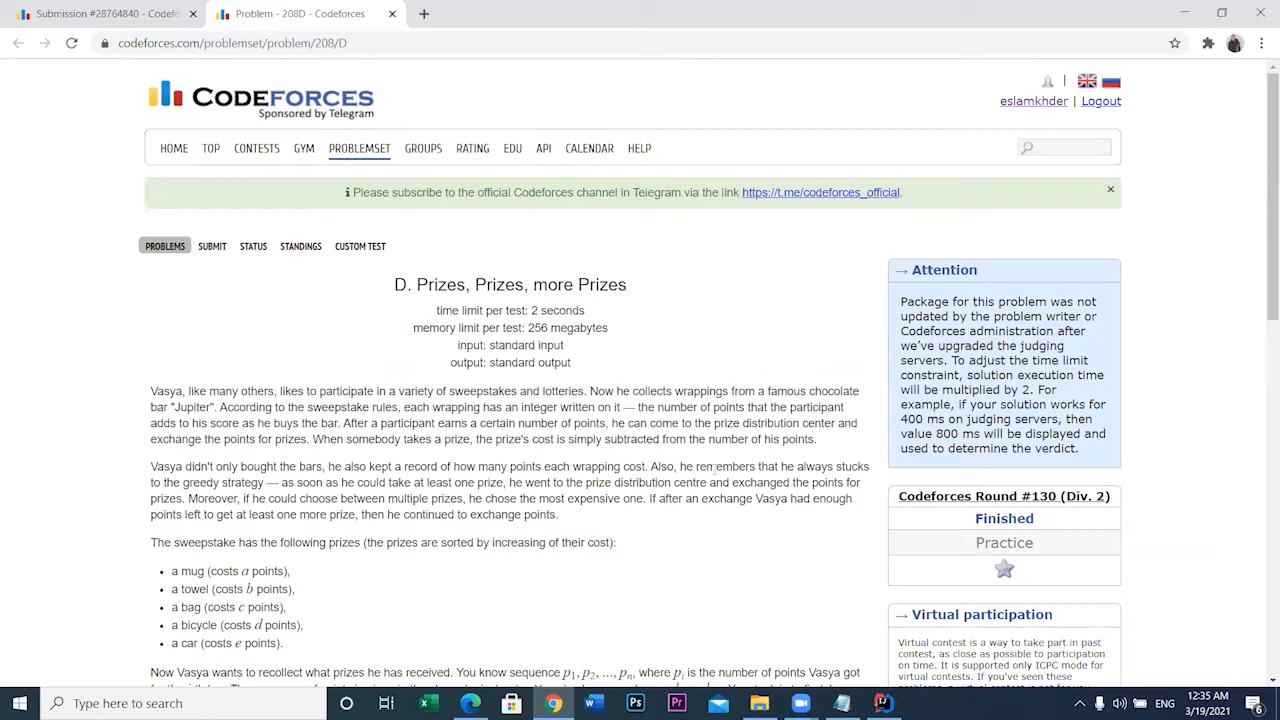 Submission #28764840 - Codefo
Problem - 208D - Codeforces
codeforces.com/problemset/problem/208/D
CODEFORCES
Sponsored by Telegram
eslamkhder | Logout
HOME TOP CONTESTS GYM PROBLEMSET GROUPS RATING EDU API CALENDAR HELP
Please subscribe to the official Codeforces channel in Telegram via the link https://t.me/codeforces_official.
PROBLEMS SUBMIT STATUS STANDINGS CUSTOM TEST
D. Prizes, Prizes, more Prizes
time limit per test: 2 seconds
memory limit per test: 256 megabytes
input: standard input
output: standard output
Vasya, like many others, likes to participate in a variety of sweepstakes and lotteries. Now he collects wrappings from a famous chocolate
bar "Jupiter". According to the sweepstake rules, each wrapping has an integer written on it — the number of points that the participant
adds to his score as he buys the bar. After a participant earns a certain number of points, he can come to the prize distribution center and
exchange the points for prizes. When somebody takes a prize, the prize's cost is simply subtracted from the number of his points.
Vasya didn't only bought the bars, he also kept a record of how many points each wrapping cost. Also, he remembers that he always stucks
to the greedy strategy — as soon as he could take at least one prize, he went to the prize distribution centre and exchanged the points for
prizes. Moreover, if he could choose between multiple prizes, he chose the most expensive one. If after an exchange Vasya had enough
points left to get at least one more prize, then he continued to exchange points.
The sweepstake has the following prizes (the prizes are sorted by increasing of their cost):
• a mug (costs a points),
• a towel (costs b points),
• a bag (costs c points),
• a bicycle (costs d points),
• a car (costs e points).
Now Vasya wants to recollect what prizes he has received. You know sequence p1, p2, ..., pn, where pi is the number of points Vasya got
→ Attention
Package for this problem was not
updated by the problem writer or
Codeforces administration after
we've upgraded the judging
servers. To adjust the time limit
constraint, solution execution time
will be multiplied by 2. For
example, if your solution works for
400 ms on judging servers, then
value 800 ms will be displayed and
used to determine the verdict.
Codeforces Round #130 (Div. 2)
Finished
Practice
→ Virtual participation
Virtual contest is a way to take part in past
contest, as close as possible to participation
on time. It is supported only ICPC mode for
virtual contests. If you've seen these
Type here to search
ENG
12:35 AM
3/19/2021
6